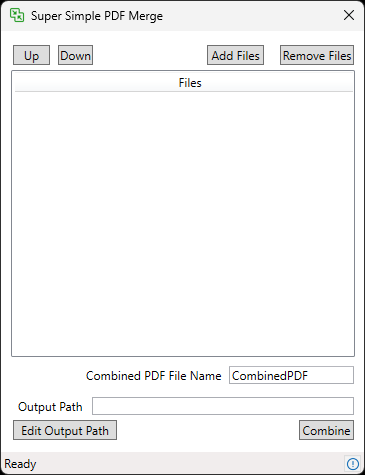 Super Simple PDF Merge
Up Down Add Files Remove Files
Files
Combined PDF File Name CombinedPDF
Output Path
Edit Output Path Combine
Ready